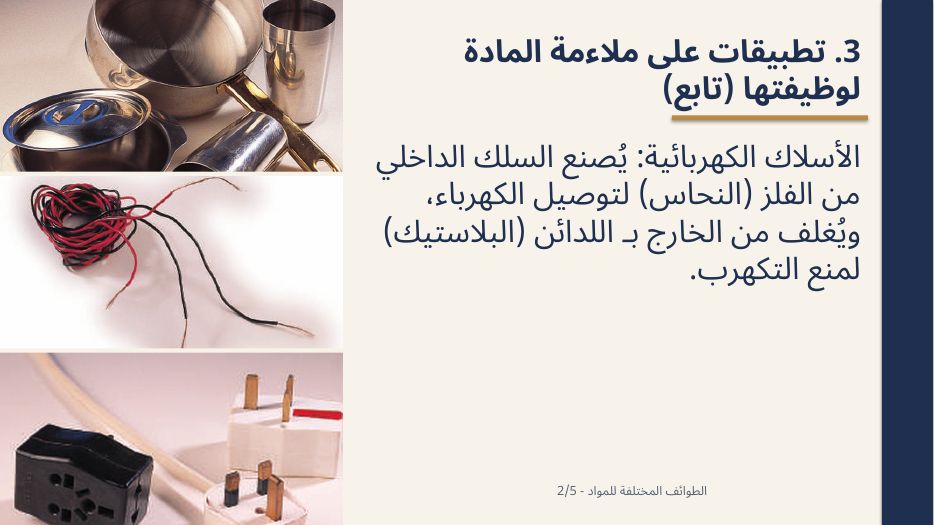 3. تطبيقات على ملاءمة المادة
لوظيفتها (تابع)
الأسلاك الكهربائية: يُصنع السلك الداخلي
من الفلز (النحاس) لتوصيل الكهرباء،
ويُغلف من الخارج بـ اللدائن (البلاستيك)
لمنع التكهرب.
الطوائف المختلفة للمواد - 2/5